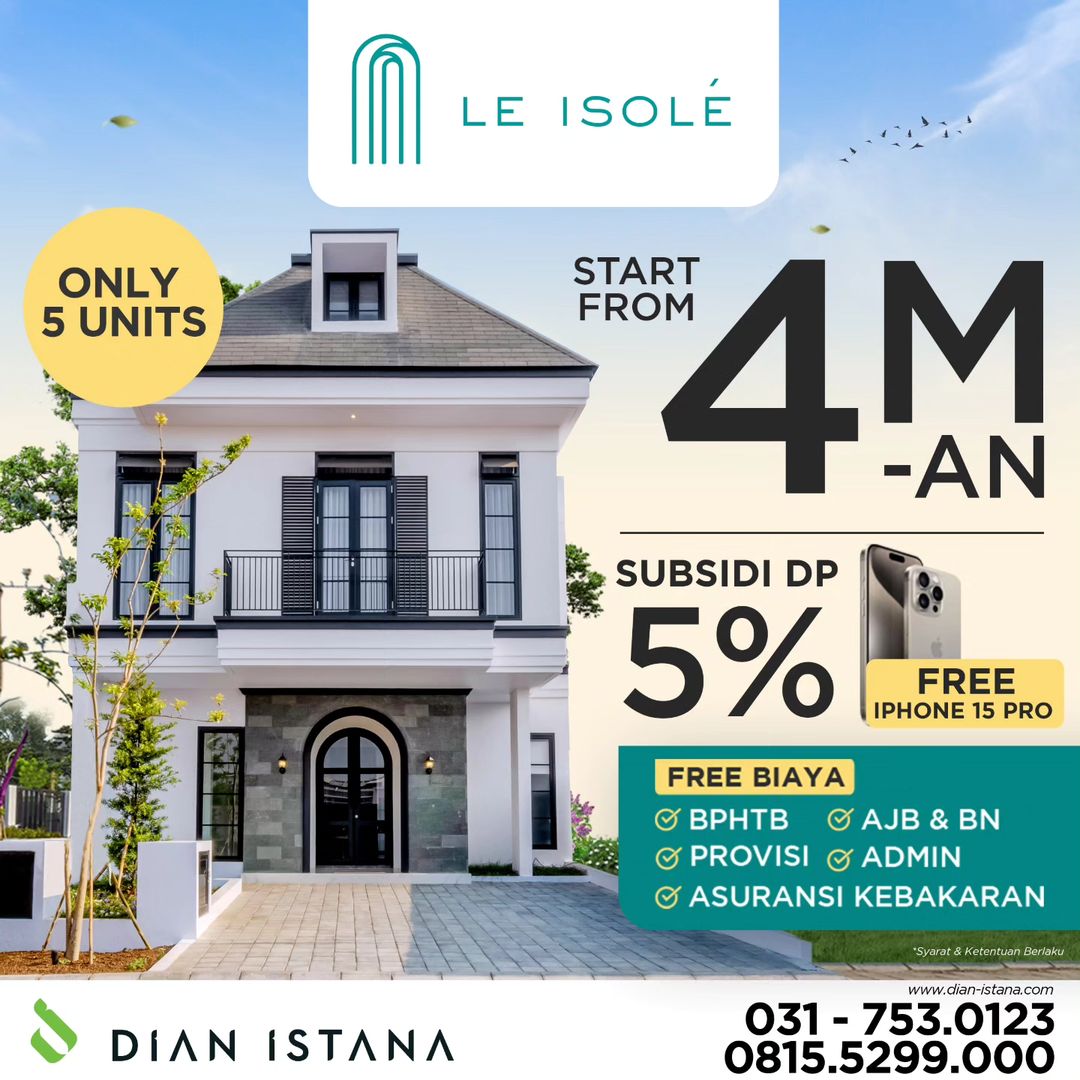 LE ISOLÉ
ONLY
5 UNITS
START
FROM
4M
-AN
SUBSIDI DP
5%
FREE
IPHONE 15 PRO
FREE BIAYA
BPHTB
AJB & BN
PROVISI
ADMIN
ASURANSI KEBAKARAN
*Syarat & Ketentuan Berlaku
www.dian-istana.com
DIAN ISTANA
031 - 753.0123
0815.5299.000